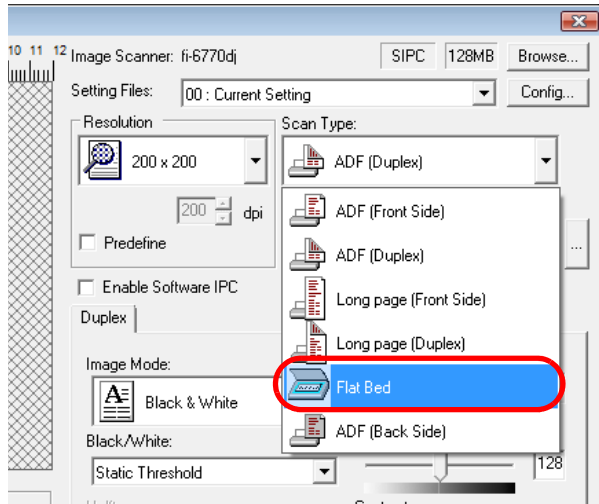 10 11 12 Image Scanner: fi-6770dj SIPC 128MB Browse...
Setting Files: 00 : Current Setting Config...
Resolution Scan Type:
200 x 200 ADF (Duplex)
200 dpi ADF (Front Side)
Predefine ADF (Duplex) ...
Enable Software IPC Long page (Front Side)
Duplex Long page (Duplex)
Image Mode:
Black & White Flat Bed
Black/White: ADF (Back Side)
Static Threshold 128